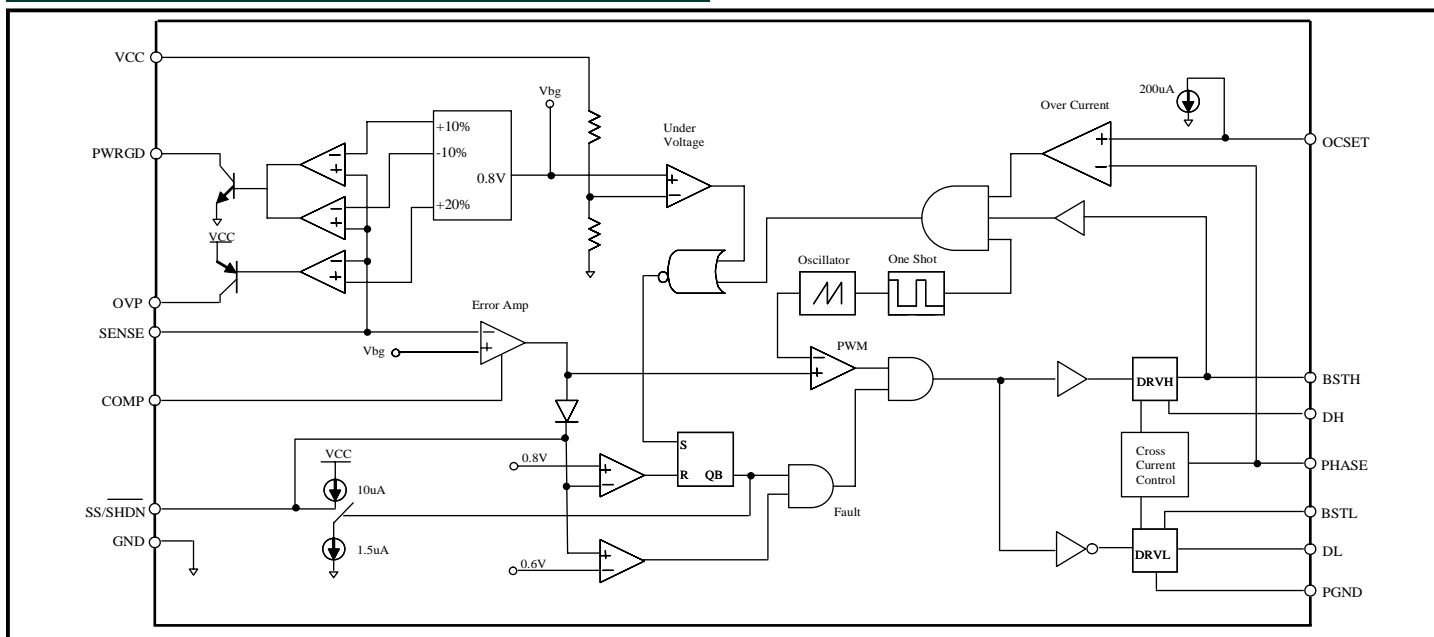 VCC
PWRGD
OVP
SENSE
COMP
SS/SHDN
GND
VCC
+10%
-10%
+20%
0.8V
Vbg
Under
Voltage
Over Current
200uA
OCSET
Oscillator
One Shot
Error Amp
Vbg
PWM
VCC
10uA
1.5uA
0.8V
0.6V
S
R
QB
Fault
DRVH
Cross
Current
Control
DRVL
BSTH
DH
PHASE
BSTL
DL
PGND
+
−
−
+
−
+
−
+
+
−
+
−
−
+
−
+
+
−
+
−